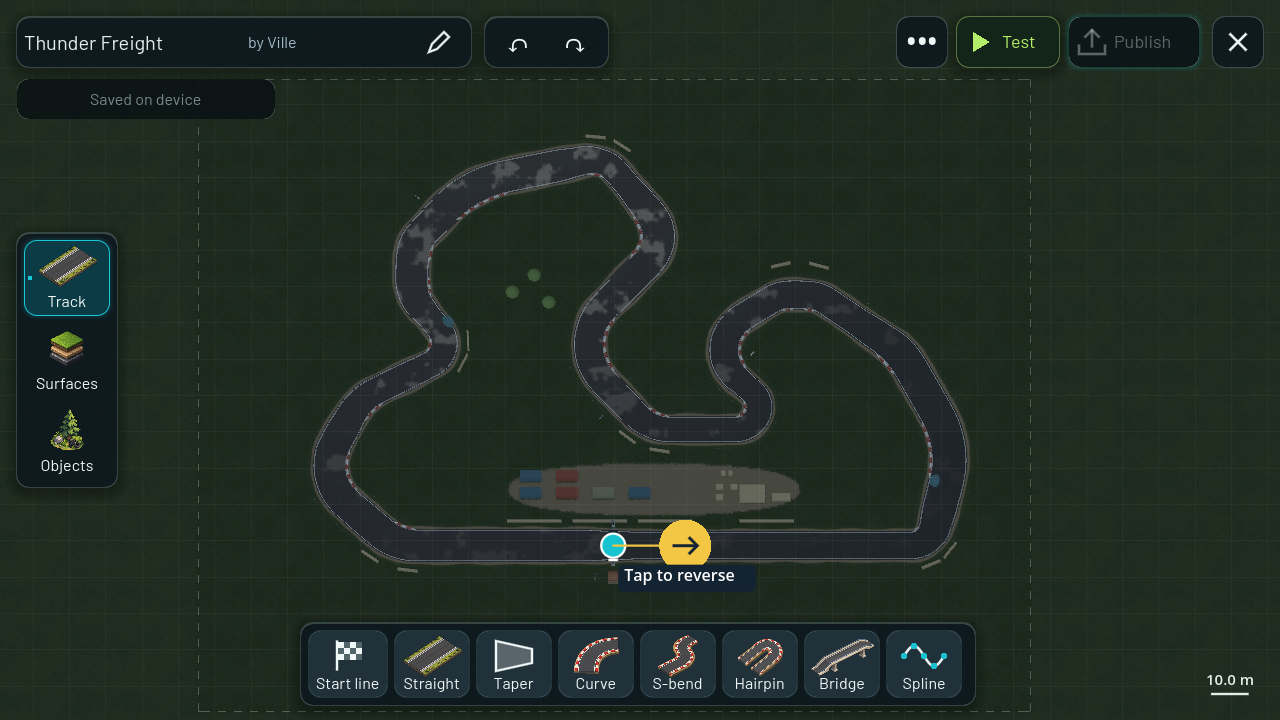 Thunder Freight
by Ville
Test
Publish
Saved on device
Track
Surfaces
Objects
Tap to reverse
Start line
Straight
Taper
Curve
S-bend
Hairpin
Bridge
Spline
10.0 m